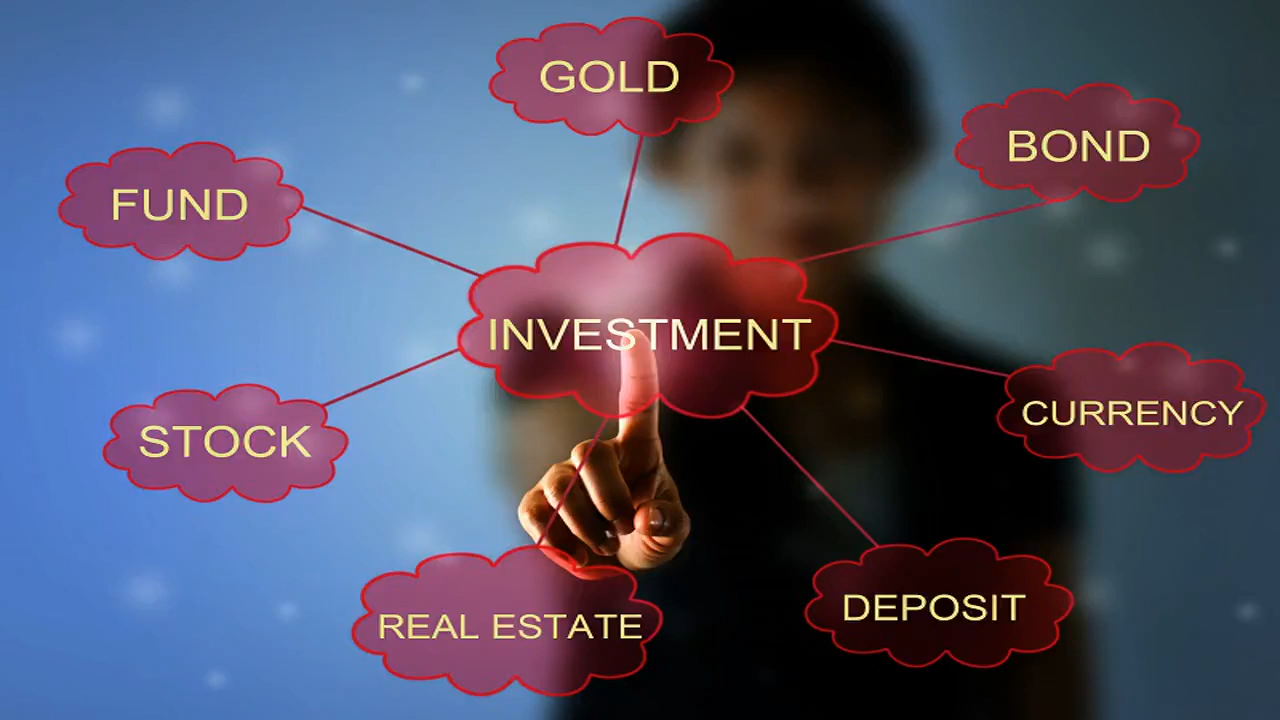 GOLD
BOND
FUND
INVESTMENT
CURRENCY
STOCK
DEPOSIT
REAL ESTATE